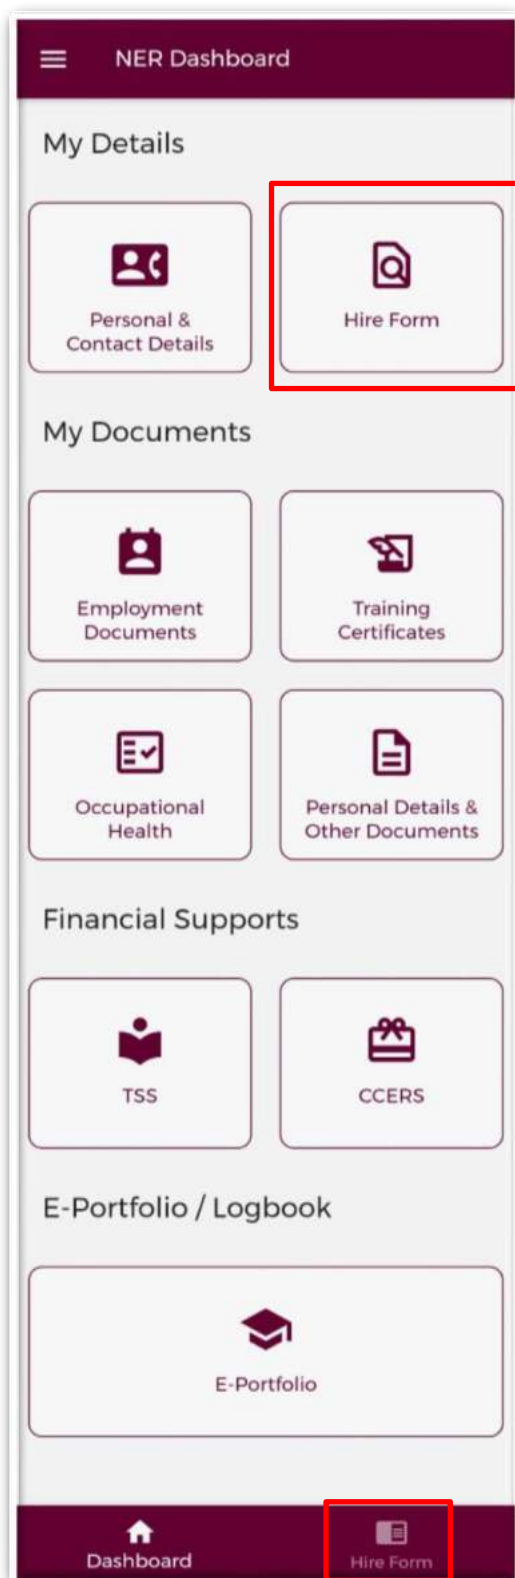 NER Dashboard
My Details
Personal &
Contact Details
Hire Form
My Documents
Employment
Documents
Training
Certificates
Occupational
Health
Personal Details &
Other Documents
Financial Supports
TSS
CCERS
E-Portfolio / Logbook
E-Portfolio
Dashboard
Hire Form